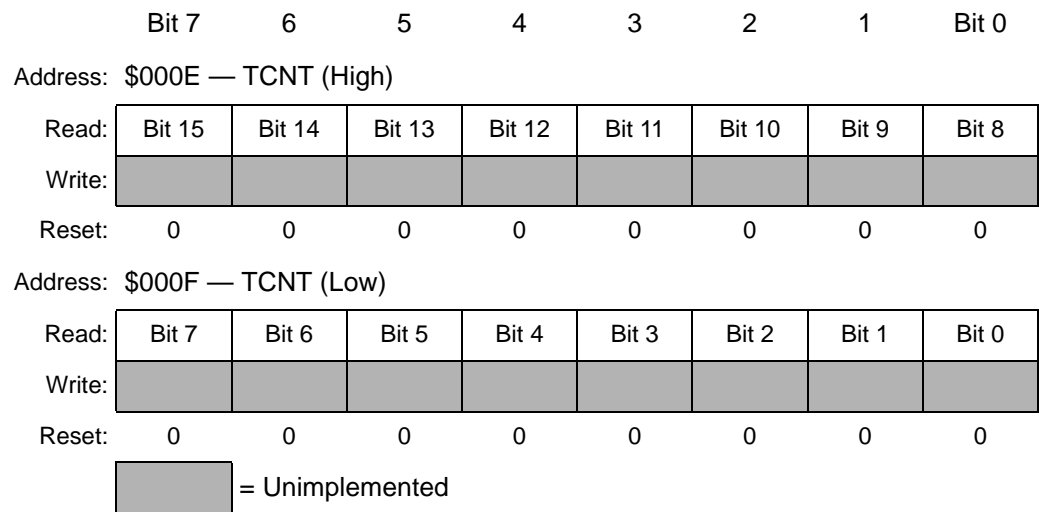 Bit 7 6 5 4 3 2 1 Bit 0
Address: $000E — TCNT (High)
Read: Bit 15 Bit 14 Bit 13 Bit 12 Bit 11 Bit 10 Bit 9 Bit 8
Write:
Reset: 0 0 0 0 0 0 0 0
Address: $000F — TCNT (Low)
Read: Bit 7 Bit 6 Bit 5 Bit 4 Bit 3 Bit 2 Bit 1 Bit 0
Write:
Reset: 0 0 0 0 0 0 0 0
= Unimplemented